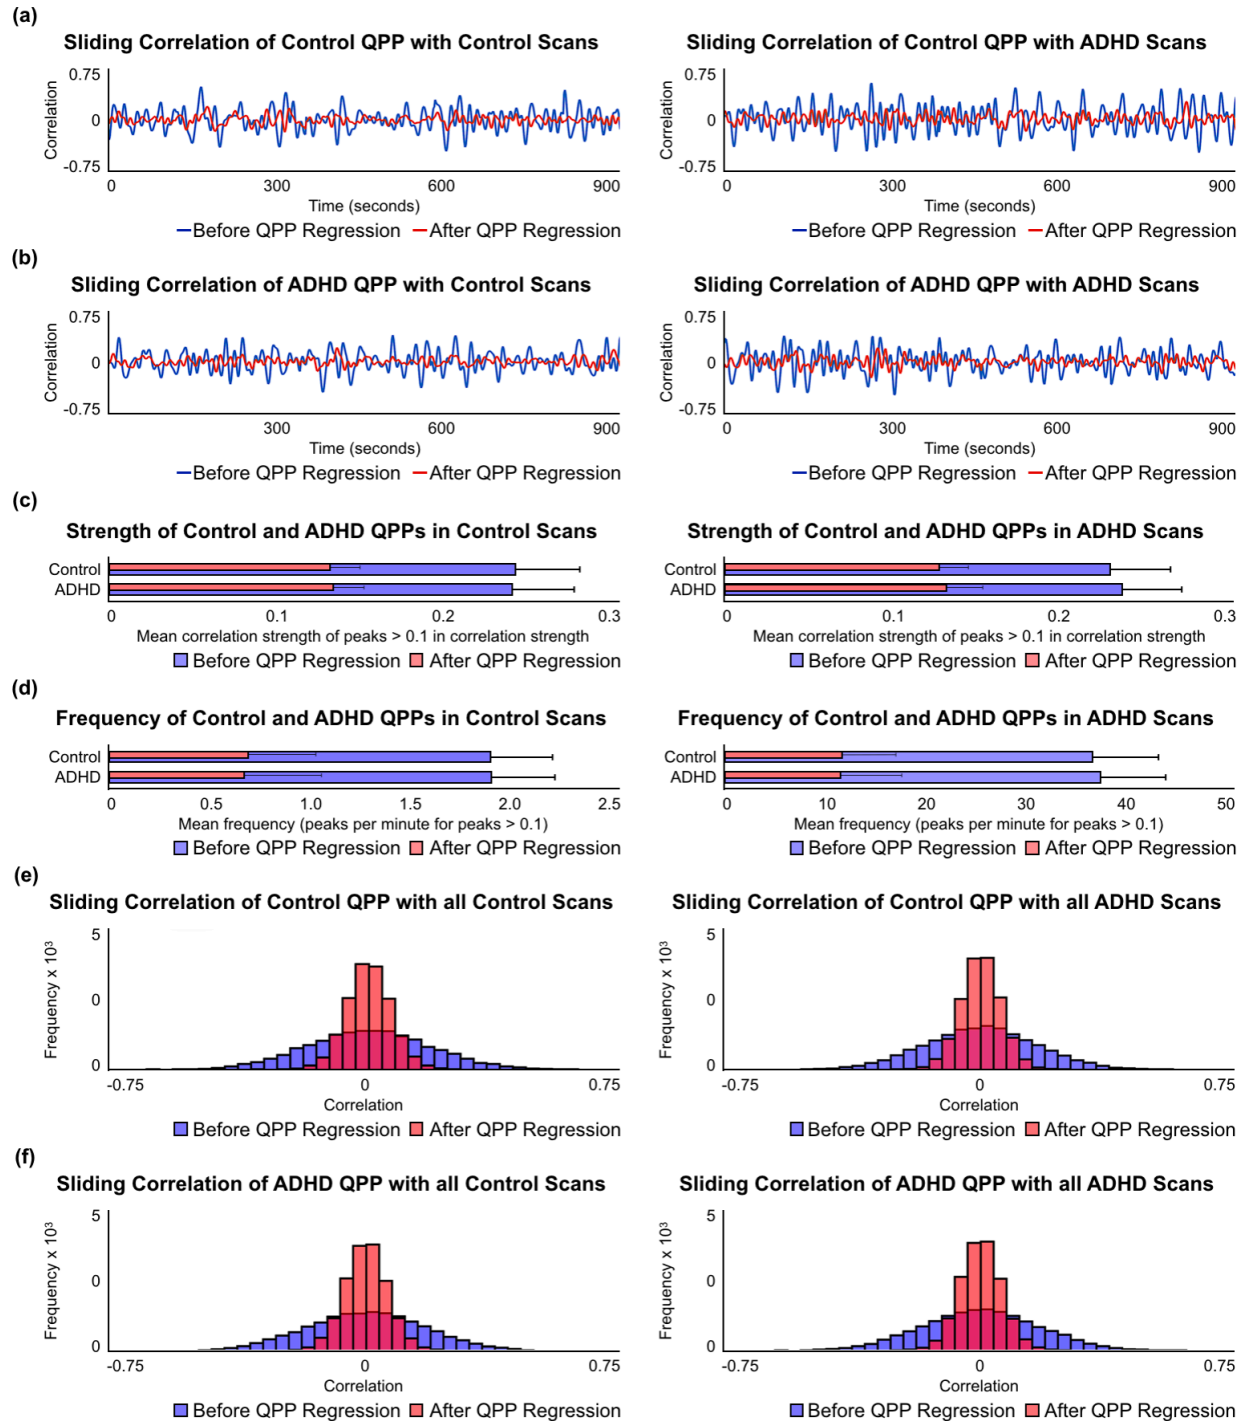 (a)
Sliding Correlation of Control QPP with Control Scans
0.75
0
-0.75
Correlation
0 300 600 900
Time (seconds)
Before QPP Regression After QPP Regression
Sliding Correlation of Control QPP with ADHD Scans
0.75
0
-0.75
Correlation
0 300 600 900
Time (seconds)
Before QPP Regression After QPP Regression
(b)
Sliding Correlation of ADHD QPP with Control Scans
0.75
0
-0.75
Correlation
300 600 900
Time (seconds)
Before QPP Regression After QPP Regression
Sliding Correlation of ADHD QPP with ADHD Scans
0.75
0
-0.75
Correlation
0 300 600 900
Time (seconds)
Before QPP Regression After QPP Regression
(c)
Strength of Control and ADHD QPPs in Control Scans
Control
ADHD
0 0.1 0.2 0.3
Mean correlation strength of peaks > 0.1 in correlation strength
Before QPP Regression After QPP Regression
Strength of Control and ADHD QPPs in ADHD Scans
Control
ADHD
0 0.1 0.2 0.3
Mean correlation strength of peaks > 0.1 in correlation strength
Before QPP Regression After QPP Regression
(d)
Frequency of Control and ADHD QPPs in Control Scans
Control
ADHD
0 0.5 1.0 1.5 2.0 2.5
Mean frequency (peaks per minute for peaks > 0.1)
Before QPP Regression After QPP Regression
Frequency of Control and ADHD QPPs in ADHD Scans
Control
ADHD
0 10 20 30 40 50
Mean frequency (peaks per minute for peaks > 0.1)
Before QPP Regression After QPP Regression
(e)
Sliding Correlation of Control QPP with all Control Scans
5
0
0
Frequency x 10³
-0.75 0 0.75
Correlation
Before QPP Regression After QPP Regression
Sliding Correlation of Control QPP with all ADHD Scans
5
0
0
Frequency x 10³
-0.75 0 0.75
Correlation
Before QPP Regression After QPP Regression
(f)
Sliding Correlation of ADHD QPP with all Control Scans
5
0
0
Frequency x 10³
-0.75 0 0.75
Correlation
Before QPP Regression After QPP Regression
Sliding Correlation of ADHD QPP with all ADHD Scans
5
0
0
Frequency x 10³
-0.75 0 0.75
Correlation
Before QPP Regression After QPP Regression